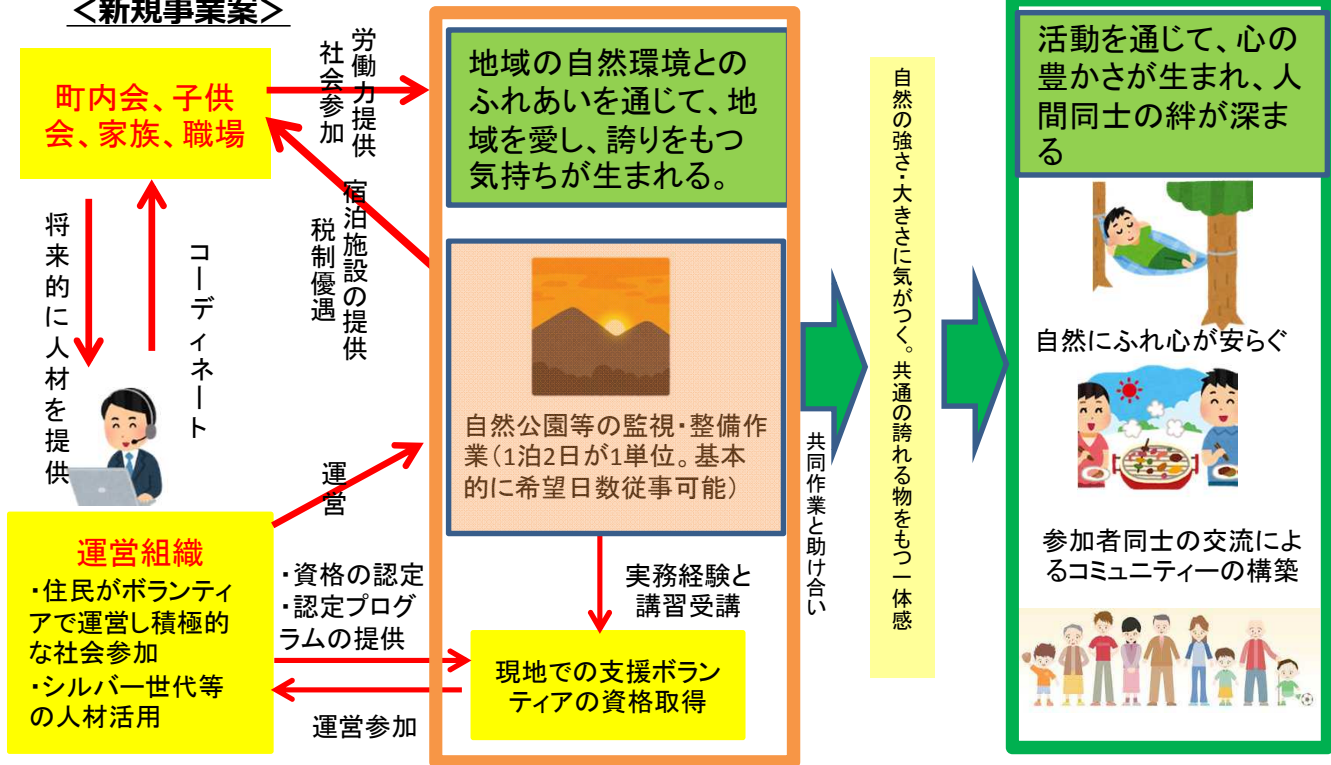 <新規事業案>
町内会、子供
会、家族、職場
労働力提供
社会参加
宿泊施設の提供
税制優遇
将来的に人材を提供
コーディネート
運営
運営組織
・住民がボランティ
アで運営し積極的
な社会参加
・シルバー世代等
の人材活用
・資格の認定
・認定プログ
ラムの提供
運営参加
地域の自然環境との
ふれあいを通じて、地
域を愛し、誇りをもつ
気持ちが生まれる。
自然公園等の監視・整備作
業(1泊2日が1単位。基本
的に希望日数従事可能)
実務経験と
講習受講
現地での支援ボラン
ティアの資格取得
共同作業と助け合い
自然の強さ・大きさに気がつく。共通の誇れる物をもつ一体感
活動を通じて、心の
豊かさが生まれ、人
間同士の絆が深ま
る
自然にふれ心が安らぐ
参加者同士の交流によ
るコミュニティーの構築